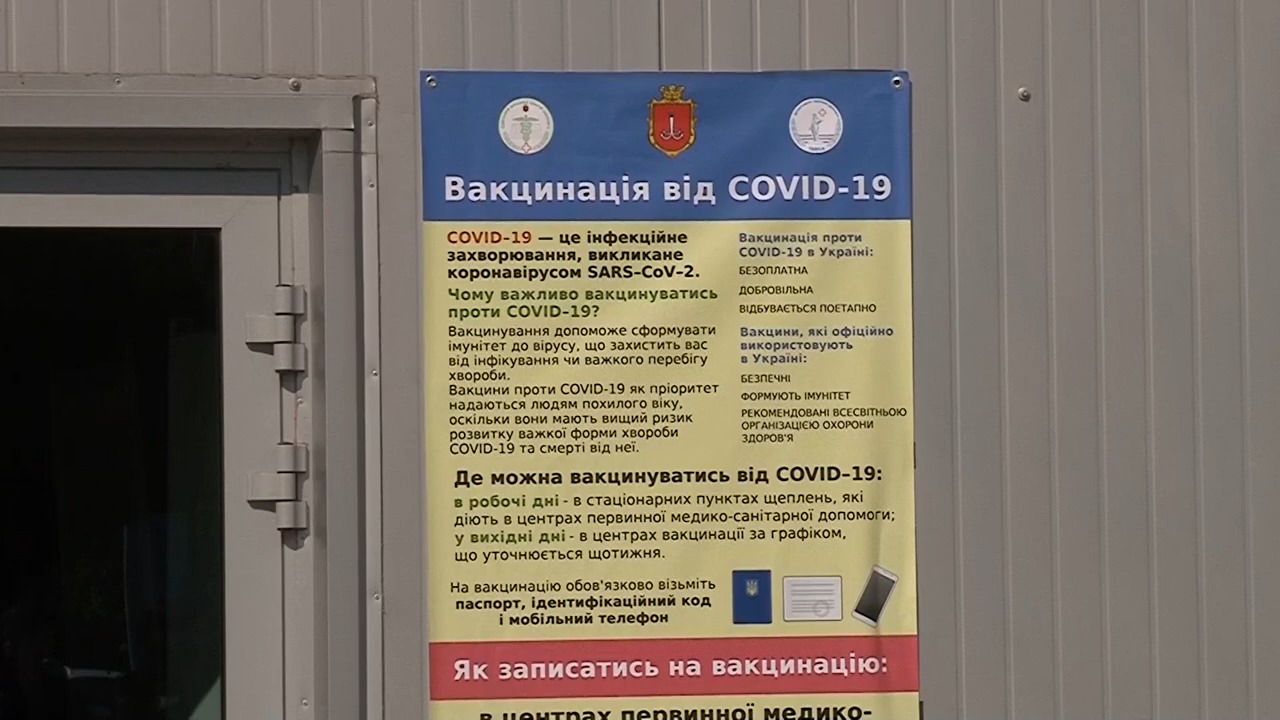 Вакцинація від COVID-19
COVID-19 — це інфекційне
захворювання, викликане
коронавірусом SARS-CoV-2.
Чому важливо вакцинуватись
проти COVID-19?
Вакцинування допоможе сформувати
імунітет до вірусу, що захистить вас
від інфікування чи важкого перебігу
хвороби.
Вакцини проти COVID-19 як пріоритет
надаються людям похилого віку,
оскільки вони мають вищий ризик
розвитку важкої форми хвороби
COVID-19 та смерті від неї.
Вакцинація проти
COVID-19 в Україні:
БЕЗОПЛАТНА
ДОБРОВІЛЬНА
ВІДБУВАЄТЬСЯ ПОЕТАПНО
Вакцини, які офіційно
використовують
в Україні:
БЕЗПЕЧНІ
ФОРМУЮТЬ ІМУНІТЕТ
РЕКОМЕНДОВАНІ ВСЕСВІТНЬОЮ
ОРГАНІЗАЦІЄЮ ОХОРОНИ
ЗДОРОВ'Я
Де можна вакцинуватись від COVID-19:
в робочі дні - в стаціонарних пунктах щеплень, які
діють в центрах первинної медико-санітарної допомоги;
у вихідні дні - в центрах вакцинації за графіком,
що уточнюється щотижня.
На вакцинацію обов'язково візьміть
паспорт, ідентифікаційний код
і мобільний телефон
Як записатись на вакцинацію:
в центрах первинної медико-